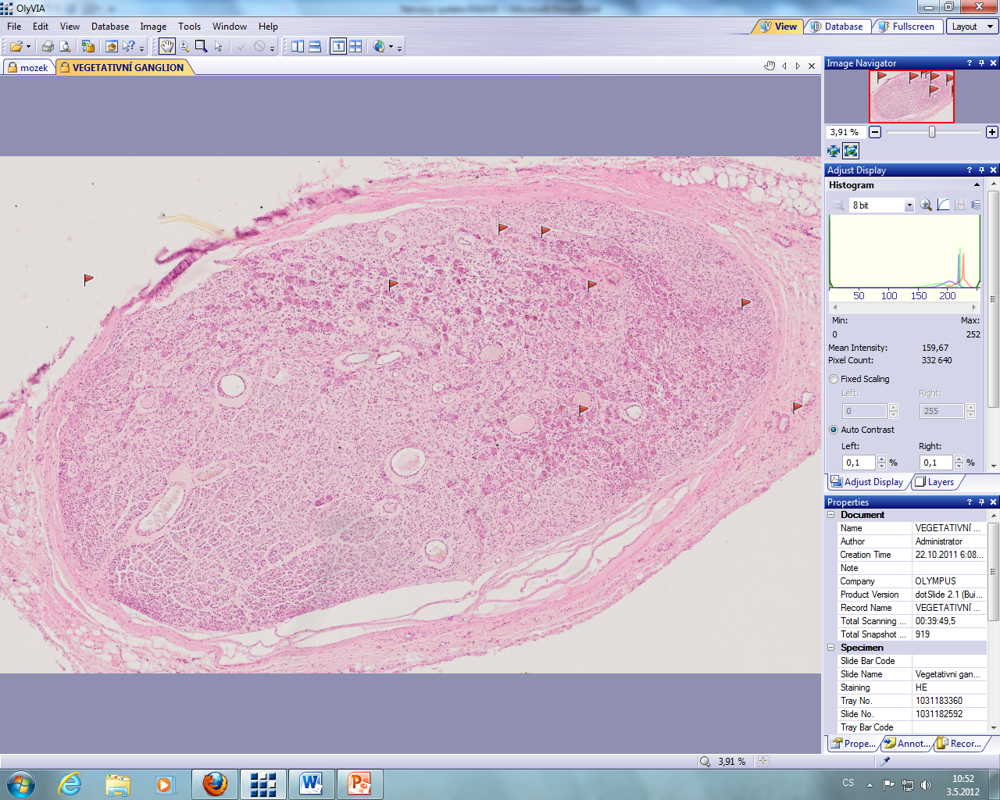 OlyVIA
File Edit View Database Image Tools Window Help
View Database Fullscreen Layout
mozek VEGETATIVNÍ GANGLION
Image Navigator
3,91 %
Adjust Display
Histogram
8 bit
50 100 150 200
Min: Max:
0 252
Mean Intensity: 159,67
Pixel Count: 332 640
Fixed Scaling
Left: Right:
0 255
Auto Contrast
Left: Right:
0,1 % 0,1 %
Adjust Display Layers
Properties
Document
Name VEGETATIVNÍ ...
Author Administrator
Creation Time 22.10.2011 6:08...
Note
Company OLYMPUS
Product Version dotSlide 2.1 (Bui...
Record Name VEGETATIVNÍ ...
Total Scanning ... 00:39:49,5
Total Snapshot ... 919
Specimen
Slide Bar Code
Slide Name Vegetativni gan...
Staining HE
Tray No. 1031183360
Slide No. 1031182592
Tray Bar Code
Prope... Annot... Recor...
3,91 %
CS
10:52
3.5.2012